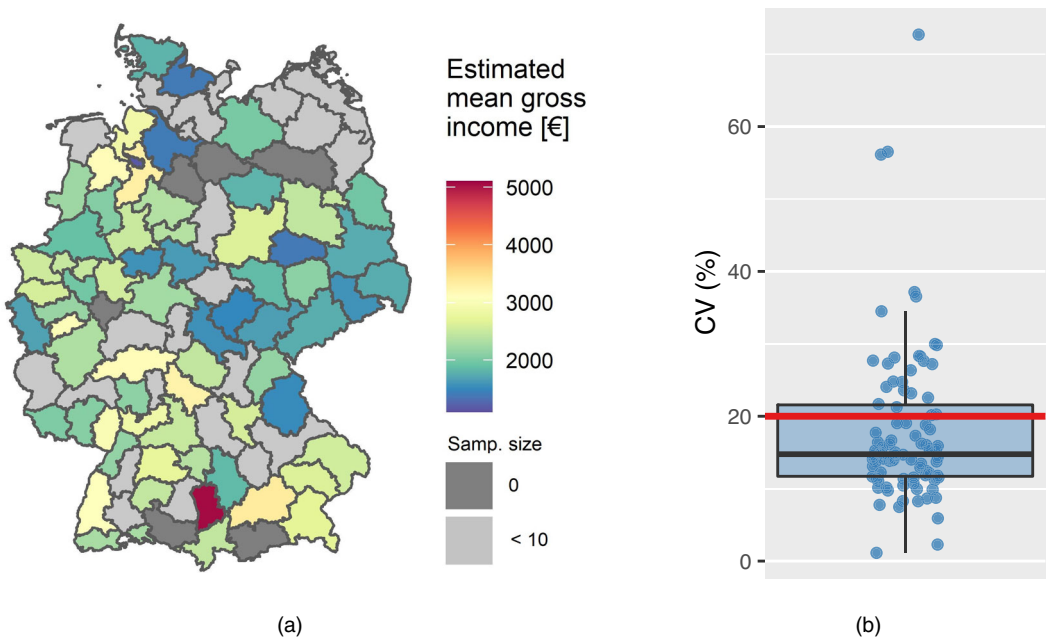 Estimated
mean gross
income [€]
5000
4000
3000
2000
Samp. size
0
< 10
(a)
CV (%)
60
40
20
0
(b)